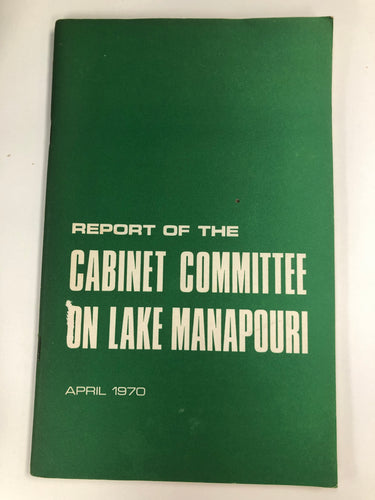 REPORT OF THE
CABINET COMMITTEE
ON LAKE MANAPOURI
APRIL 1970